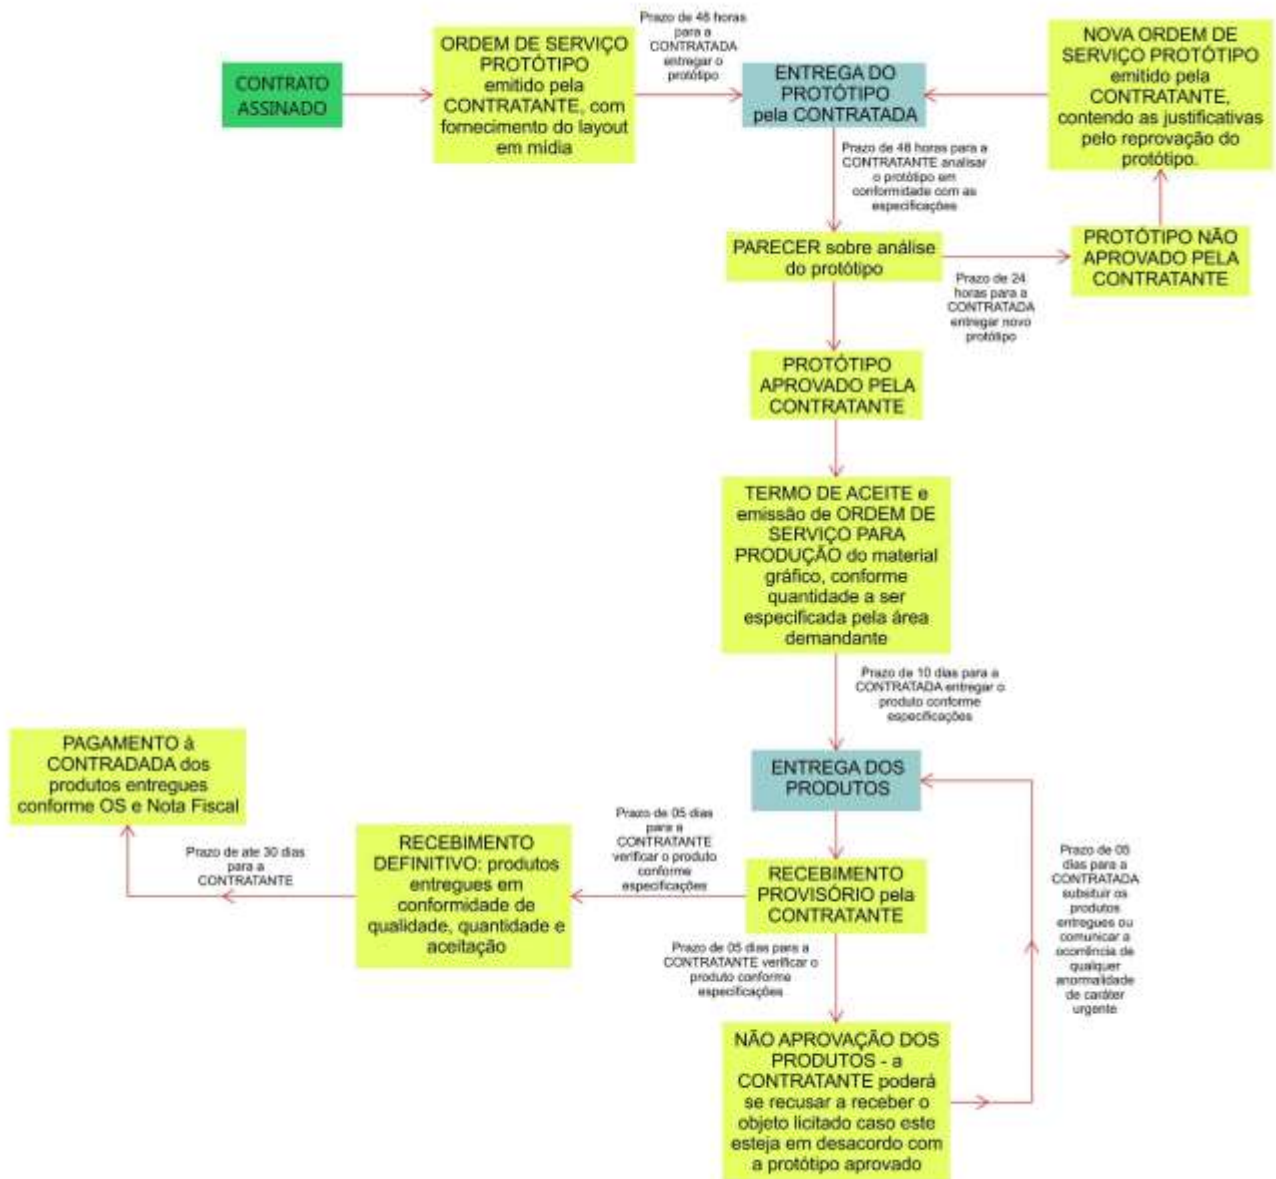 CONTRATO
ASSINADO
ORDEM DE SERVIÇO
PROTÓTIPO
emitido pela
CONTRATANTE, com
fornecimento do layout
em mídia
Prazo de 48 horas
para a
CONTRATADA
entregar o
protótipo
ENTREGA DO
PROTÓTIPO
pela CONTRATADA
NOVA ORDEM DE
SERVIÇO PROTÓTIPO
emitido pela
CONTRATANTE,
contendo as justificativas
pelo reprovação do
protótipo.
Prazo de 48 horas para a
CONTRATANTE analisar
o protótipo em
conformidade com as
especificações
PARECER sobre análise
do protótipo
Prazo de 24
horas para a
CONTRATADA
entregar novo
protótipo
PROTÓTIPO NÃO
APROVADO PELA
CONTRATANTE
PROTÓTIPO
APROVADO PELA
CONTRATANTE
TERMO DE ACEITE e
emissão de ORDEM DE
SERVIÇO PARA
PRODUÇÃO do material
gráfico, conforme
quantidade a ser
especificada pela área
demandante
Prazo de 10 dias para a
CONTRATADA entregar o
produto conforme
especificações
ENTREGA DOS
PRODUTOS
PAGAMENTO à
CONTRADADA dos
produtos entregues
conforme OS e Nota Fiscal
Prazo de ate 30 dias
para a
CONTRATANTE
RECEBIMENTO
DEFINITIVO: produtos
entregues em
conformidade de
qualidade, quantidade e
aceitação
Prazo de 05 dias
para a
CONTRATANTE
verificar o produto
conforme
especificações
RECEBIMENTO
PROVISÓRIO pela
CONTRATANTE
Prazo de 05 dias para a
CONTRATANTE verificar o
produto conforme
especificações
Prazo de 05
dias para a
CONTRATADA
subsituir os
produtos
entregues ou
comunicar a
ocorrência de
qualquer
anormalidade
de caráter
urgente
NÃO APROVAÇÃO DOS
PRODUTOS - a
CONTRATANTE poderá
se recusar a receber o
objeto licitado caso este
esteja em desacordo com
a protótipo aprovado